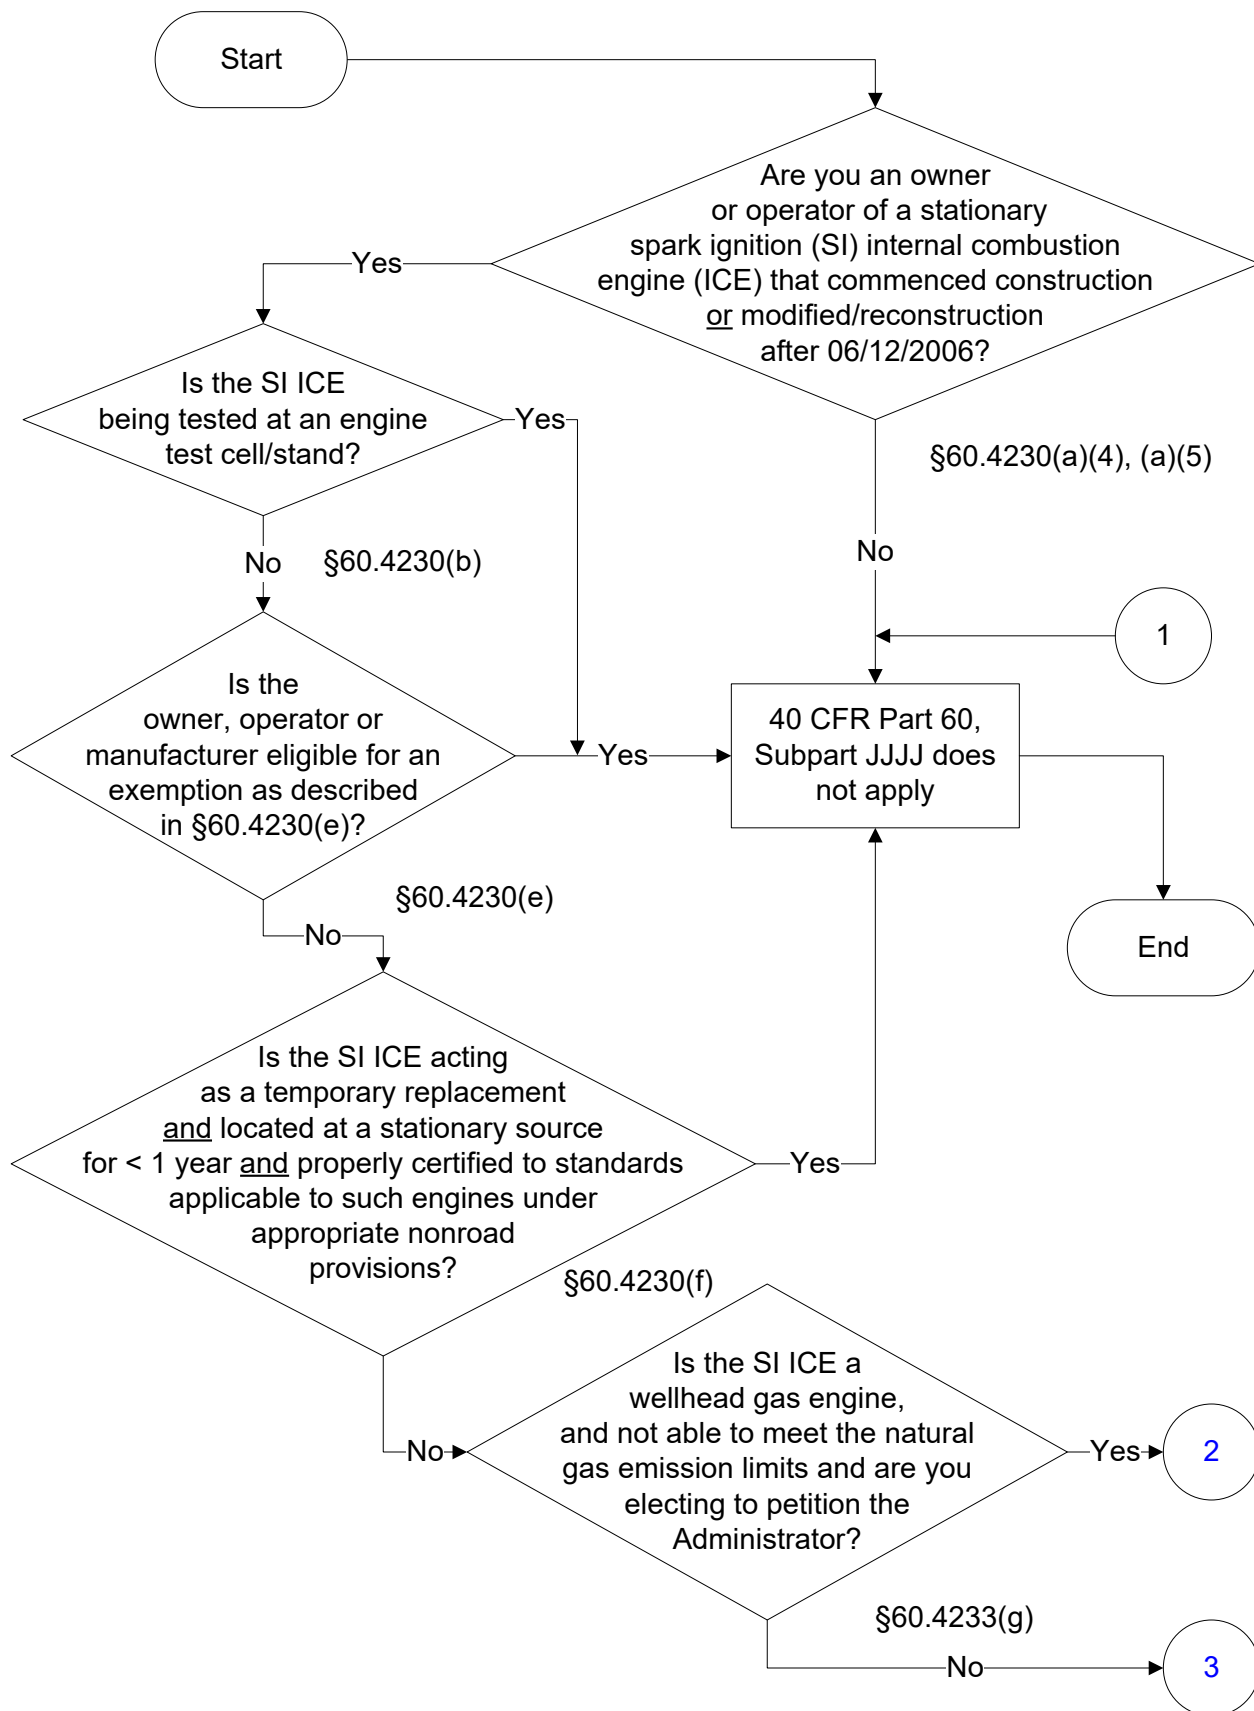 Start
Are you an owner
or operator of a stationary
spark ignition (SI) internal combustion
engine (ICE) that commenced construction
or modified/reconstruction
after 06/12/2006?
Yes
Is the SI ICE
being tested at an engine
test cell/stand?
Yes
§60.4230(a)(4), (a)(5)
No
No
§60.4230(b)
1
Is the
owner, operator or
manufacturer eligible for an
exemption as described
in §60.4230(e)?
Yes
40 CFR Part 60,
Subpart JJJJ does
not apply
§60.4230(e)
No
End
Is the SI ICE acting
as a temporary replacement
and located at a stationary source
for < 1 year and properly certified to standards
applicable to such engines under
appropriate nonroad
provisions?
Yes
§60.4230(f)
No
Is the SI ICE a
wellhead gas engine,
and not able to meet the natural
gas emission limits and are you
electing to petition the
Administrator?
Yes
2
§60.4233(g)
No
3